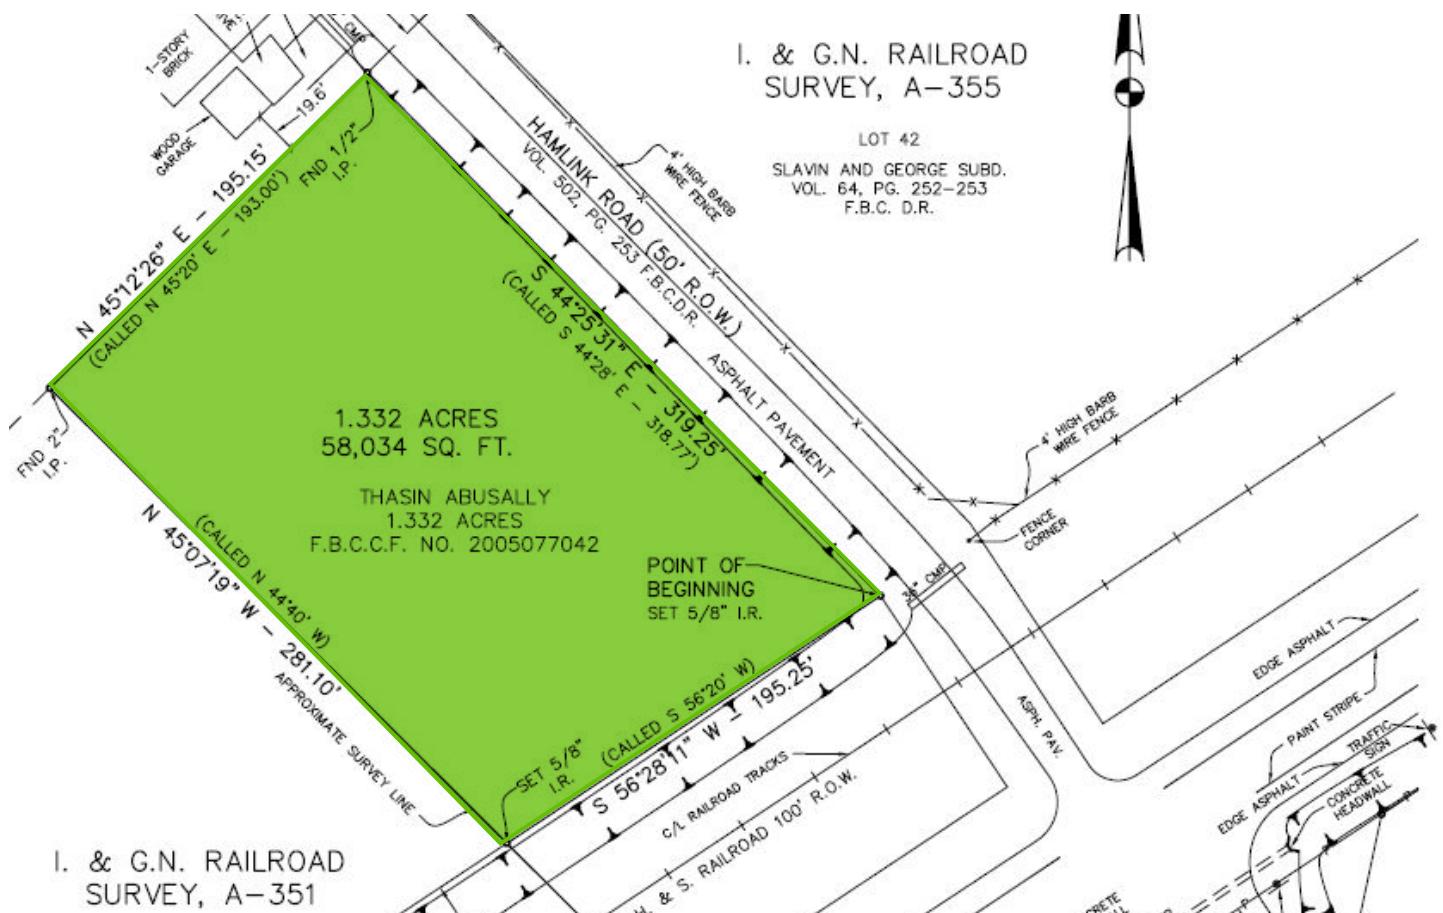 1-STORY
BRICK
CMP
19.6'
WOOD
GARAGE
FND 1/2"
I.P.
N 45°12'26" E - 195.15'
(CALLED N 45°20' E - 193.00')
I. & G.N. RAILROAD
SURVEY, A-355
LOT 42
SLAVIN AND GEORGE SUBD.
VOL. 64, PG. 252-253
F.B.C. D.R.
4' HIGH BARB
WIRE FENCE
HAMLINK ROAD (50' R.O.W.)
VOL. 502, PG. 253 F.B.C.D.R.
S 44°25'31" E - 319.25'
(CALLED S 44°28' E - 318.77')
ASPHALT PAVEMENT
1.332 ACRES
58,034 SQ. FT.
THASIN ABUSALLY
1.332 ACRES
F.B.C.C.F. NO. 2005077042
FND 2"
I.P.
(CALLED N 44°40' W)
N 45°07'19" W - 281.10'
APPROXIMATE SURVEY LINE
POINT OF
BEGINNING
SET 5/8" I.R.
4' HIGH BARB
WIRE FENCE
FENCE
CORNER
36" CMP
SET 5/8"
I.R.
(CALLED S 56°20' W)
S 56°28'11" W - 195.25'
C/L RAILROAD TRACKS
H. & S. RAILROAD 100' R.O.W.
ASPH. PAV.
EDGE ASPHALT
PAINT STRIPE
TRAFFIC
SIGN
EDGE ASPHALT
CONCRETE
HEADWALL
P
P
P
I. & G.N. RAILROAD
SURVEY, A-351